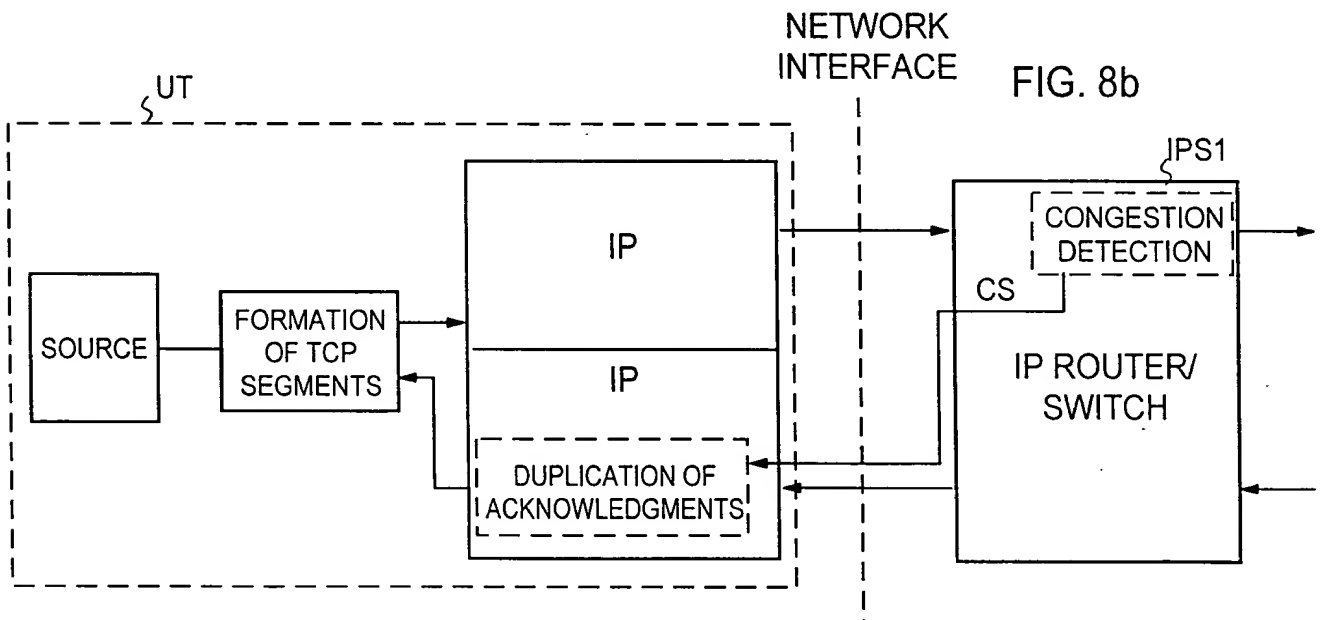 NETWORK
INTERFACE
FIG. 8b
UT
IPS1
CONGESTION
DETECTION
IP
CS
SOURCE
FORMATION
OF TCP
SEGMENTS
IP
IP ROUTER/
SWITCH
DUPLICATION OF
ACKNOWLEDGMENTS